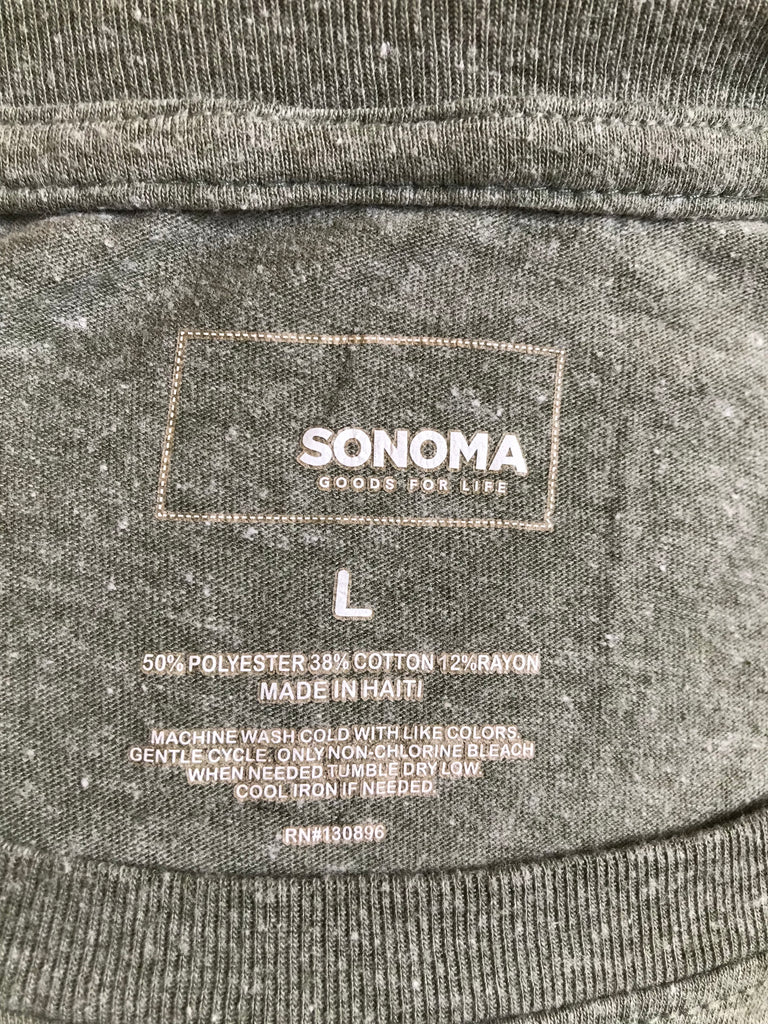 SONOMA
GOODS FOR LIFE
L
50% POLYESTER 38% COTTON 12%RAYON
MADE IN HAITI
MACHINE WASH COLD WITH LIKE COLORS.
GENTLE CYCLE. ONLY NON-CHLORINE BLEACH
WHEN NEEDED.TUMBLE DRY LOW.
COOL IRON IF NEEDED.
RN#130896